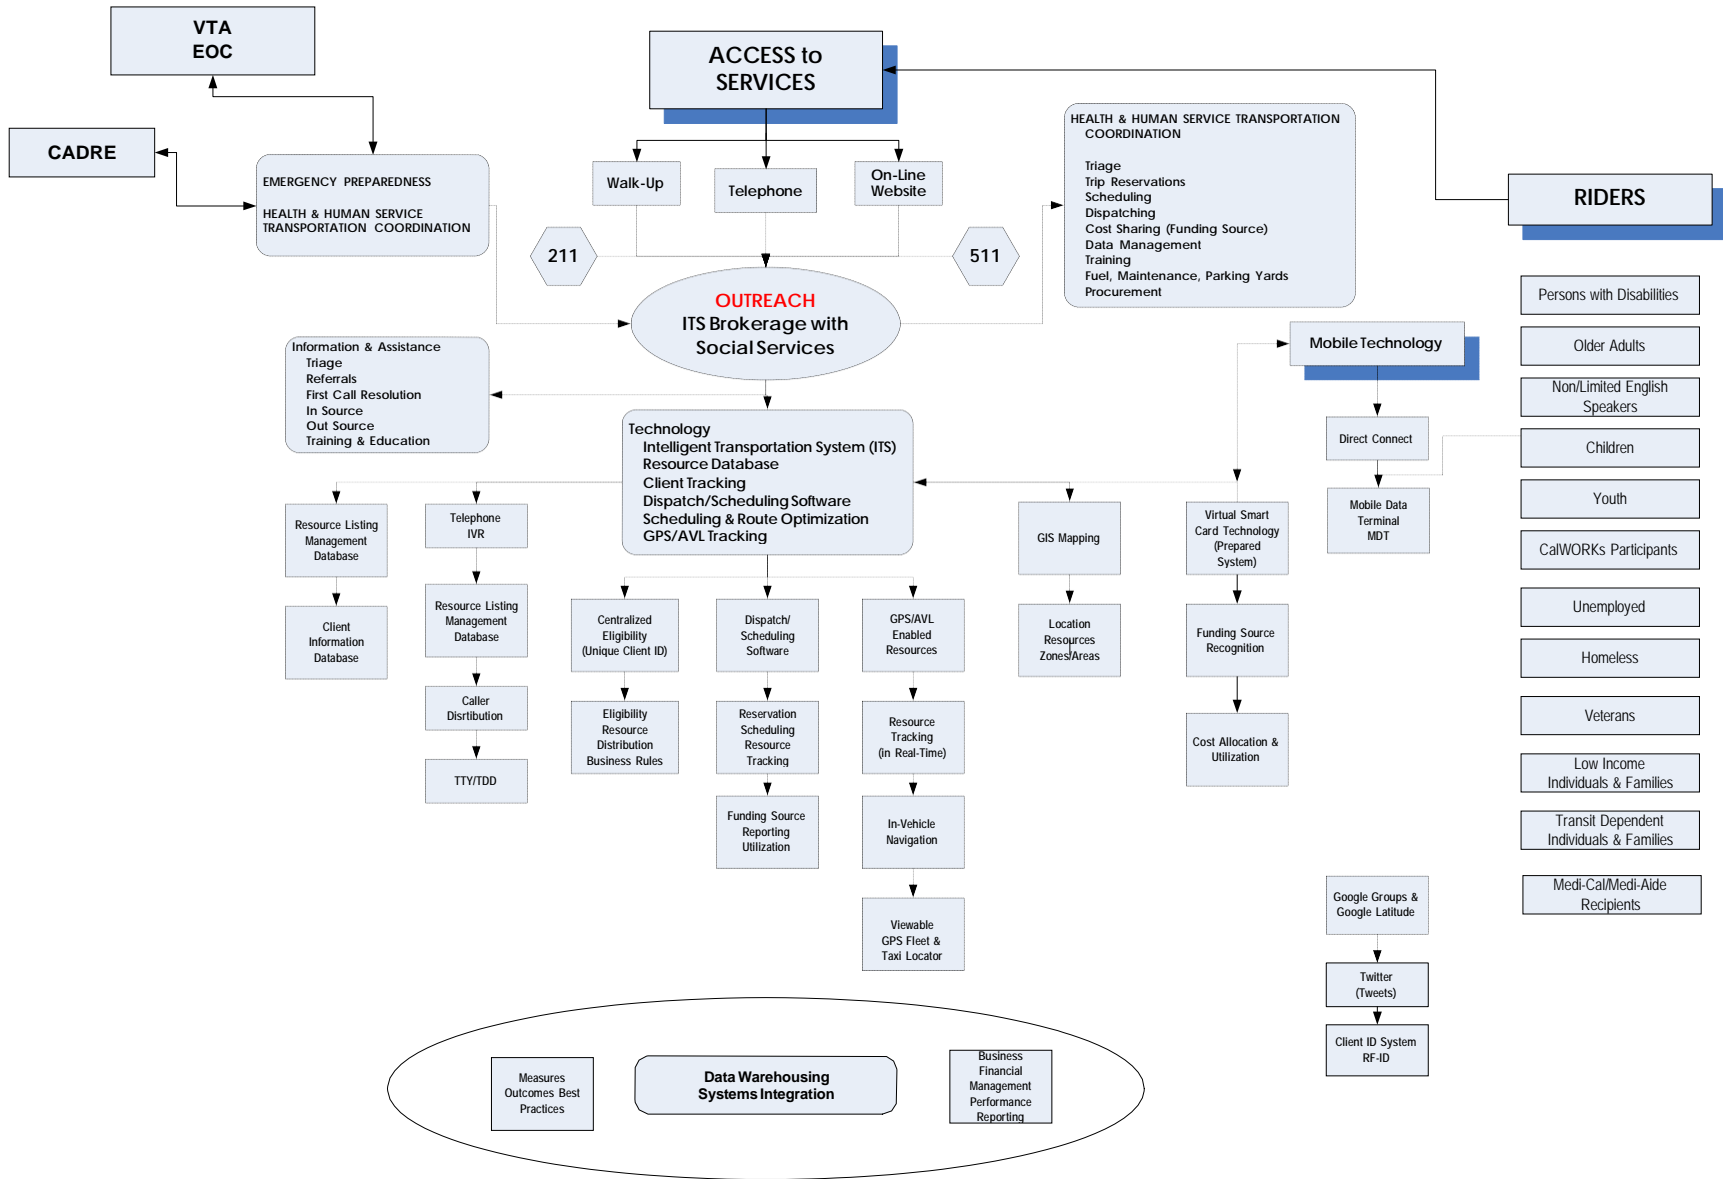 VTA
EOC
ACCESS to
SERVICES
CADRE
EMERGENCY PREPAREDNESS
HEALTH & HUMAN SERVICE
TRANSPORTATION COORDINATION
Walk-Up
Telephone
On-Line
Website
HEALTH & HUMAN SERVICE TRANSPORTATION
COORDINATION
Triage
Trip Reservations
Scheduling
Dispatching
Cost Sharing (Funding Source)
Data Management
Training
Fuel, Maintenance, Parking Yards
Procurement
RIDERS
211
511
OUTREACH
ITS Brokerage with
Social Services
Information & Assistance
Triage
Referrals
First Call Resolution
In Source
Out Source
Training & Education
Technology
Intelligent Transportation System (ITS)
Resource Database
Client Tracking
Dispatch/Scheduling Software
Scheduling & Route Optimization
GPS/AVL Tracking
Mobile Technology
Direct Connect
Mobile Data
Terminal
MDT
Persons with Disabilities
Older Adults
Non/Limited English
Speakers
Children
Youth
CalWORKs Participants
Unemployed
Homeless
Veterans
Low Income
Individuals & Families
Transit Dependent
Individuals & Families
Medi-Cal/Medi-Aide
Recipients
Resource Listing
Management
Database
Client
Information
Database
Telephone
IVR
Resource Listing
Management
Database
Caller
Disrtibution
TTY/TDD
Centralized
Eligibility
(Unique Client ID)
Eligibility
Resource
Distribution
Business Rules
Dispatch/
Scheduling
Software
Reservation
Scheduling
Resource
Tracking
Funding Source
Reporting
Utilization
GPS/AVL
Enabled
Resources
Resource
Tracking
(in Real-Time)
In-Vehicle
Navigation
Viewable
GPS Fleet &
Taxi Locator
GIS Mapping
Location
Resources
Zones/Areas
Virtual Smart
Card Technology
(Prepared
System)
Funding Source
Recognition
Cost Allocation &
Utilization
Google Groups &
Google Latitude
Twitter
(Tweets)
Client ID System
RF-ID
Measures
Outcomes Best
Practices
Data Warehousing
Systems Integration
Business
Financial
Management
Performance
Reporting